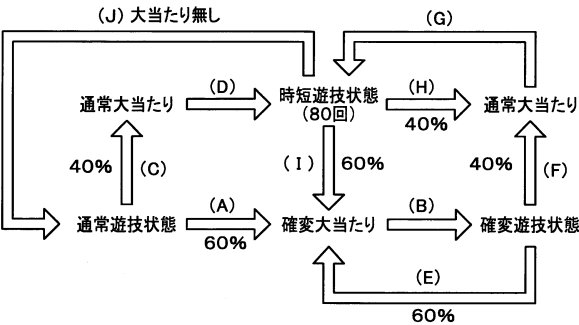 (J) 大当たり無し
(G)
通常大当たり
(D)
時短遊技状態
(80回)
(H)
40%
通常大当たり
40%
(C)
(I)
60%
40%
(F)
通常遊技状態
(A)
60%
確変大当たり
(B)
確変遊技状態
(E)
60%